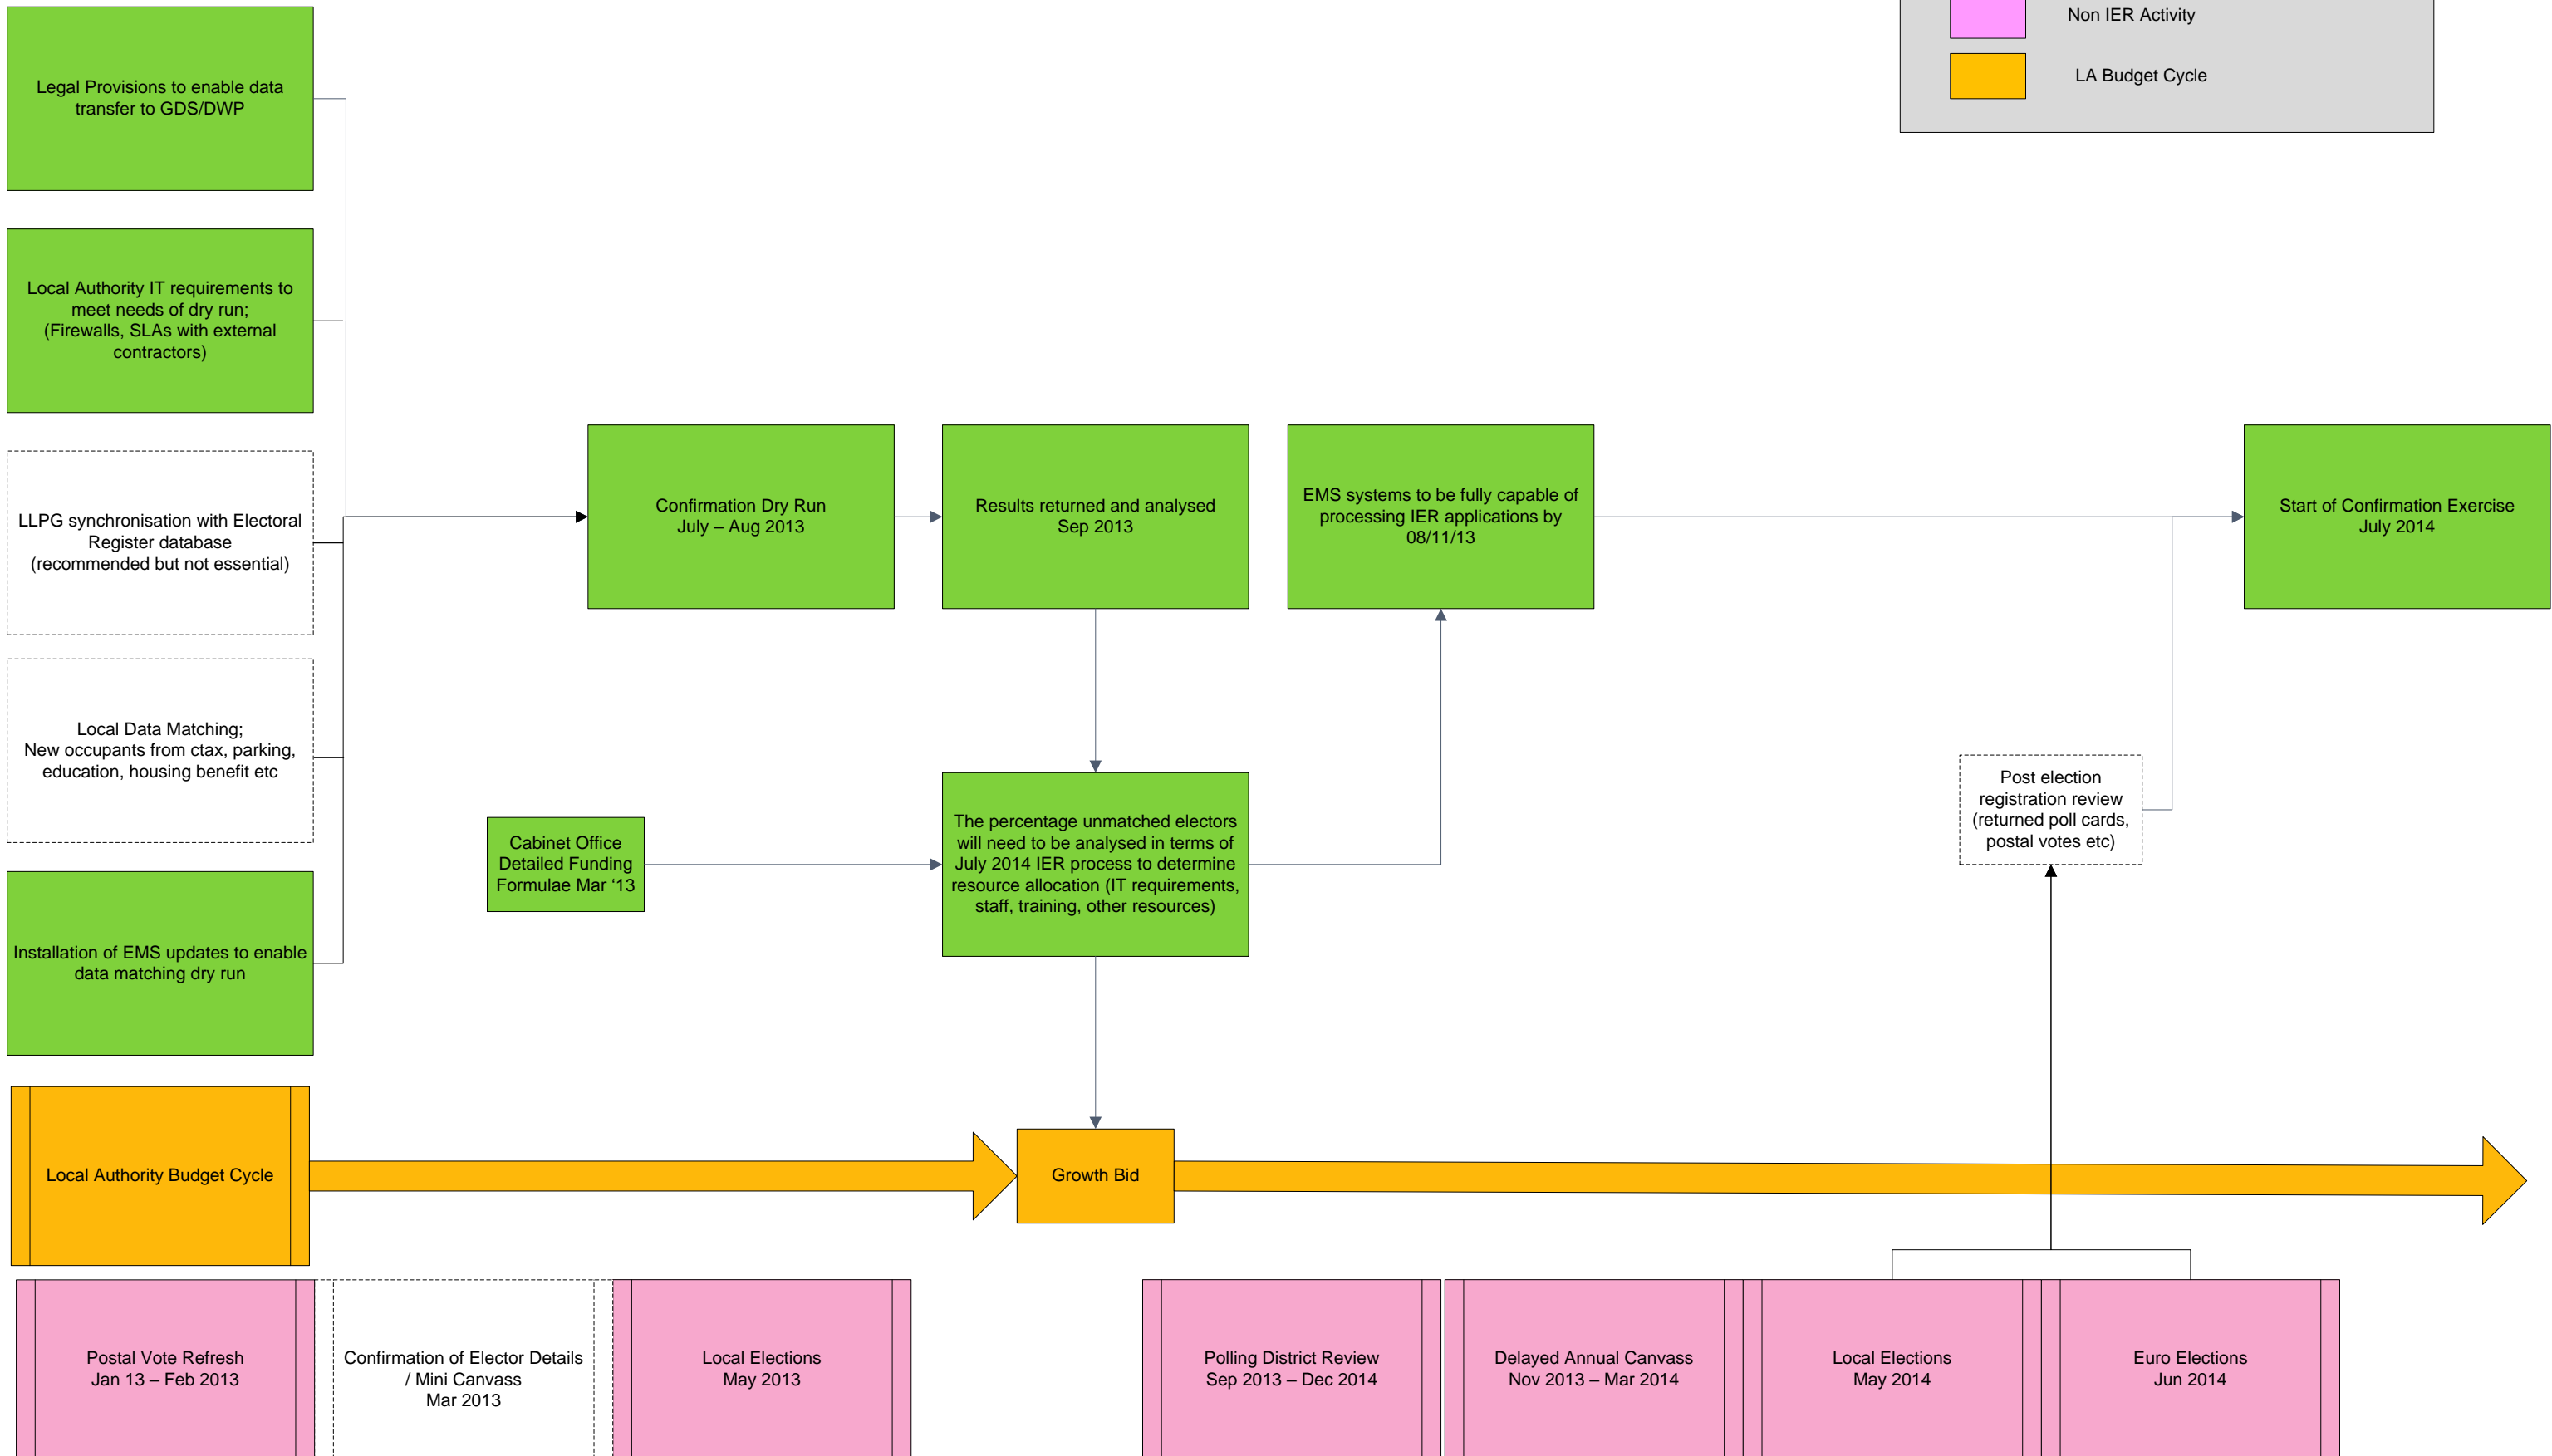 Non IER Activity
LA Budget Cycle
Legal Provisions to enable data
transfer to GDS/DWP
Local Authority IT requirements to
meet needs of dry run;
(Firewalls, SLAs with external
contractors)
LLPG synchronisation with Electoral
Register database
(recommended but not essential)
Local Data Matching;
New occupants from ctax, parking,
education, housing benefit etc
Installation of EMS updates to enable
data matching dry run
Confirmation Dry Run
July – Aug 2013
Results returned and analysed
Sep 2013
EMS systems to be fully capable of
processing IER applications by
08/11/13
Start of Confirmation Exercise
July 2014
Cabinet Office
Detailed Funding
Formulae Mar ‘13
The percentage unmatched electors
will need to be analysed in terms of
July 2014 IER process to determine
resource allocation (IT requirements,
staff, training, other resources)
Post election
registration review
(returned poll cards,
postal votes etc)
Local Authority Budget Cycle
Growth Bid
Postal Vote Refresh
Jan 13 – Feb 2013
Confirmation of Elector Details
/ Mini Canvass
Mar 2013
Local Elections
May 2013
Polling District Review
Sep 2013 – Dec 2014
Delayed Annual Canvass
Nov 2013 – Mar 2014
Local Elections
May 2014
Euro Elections
Jun 2014